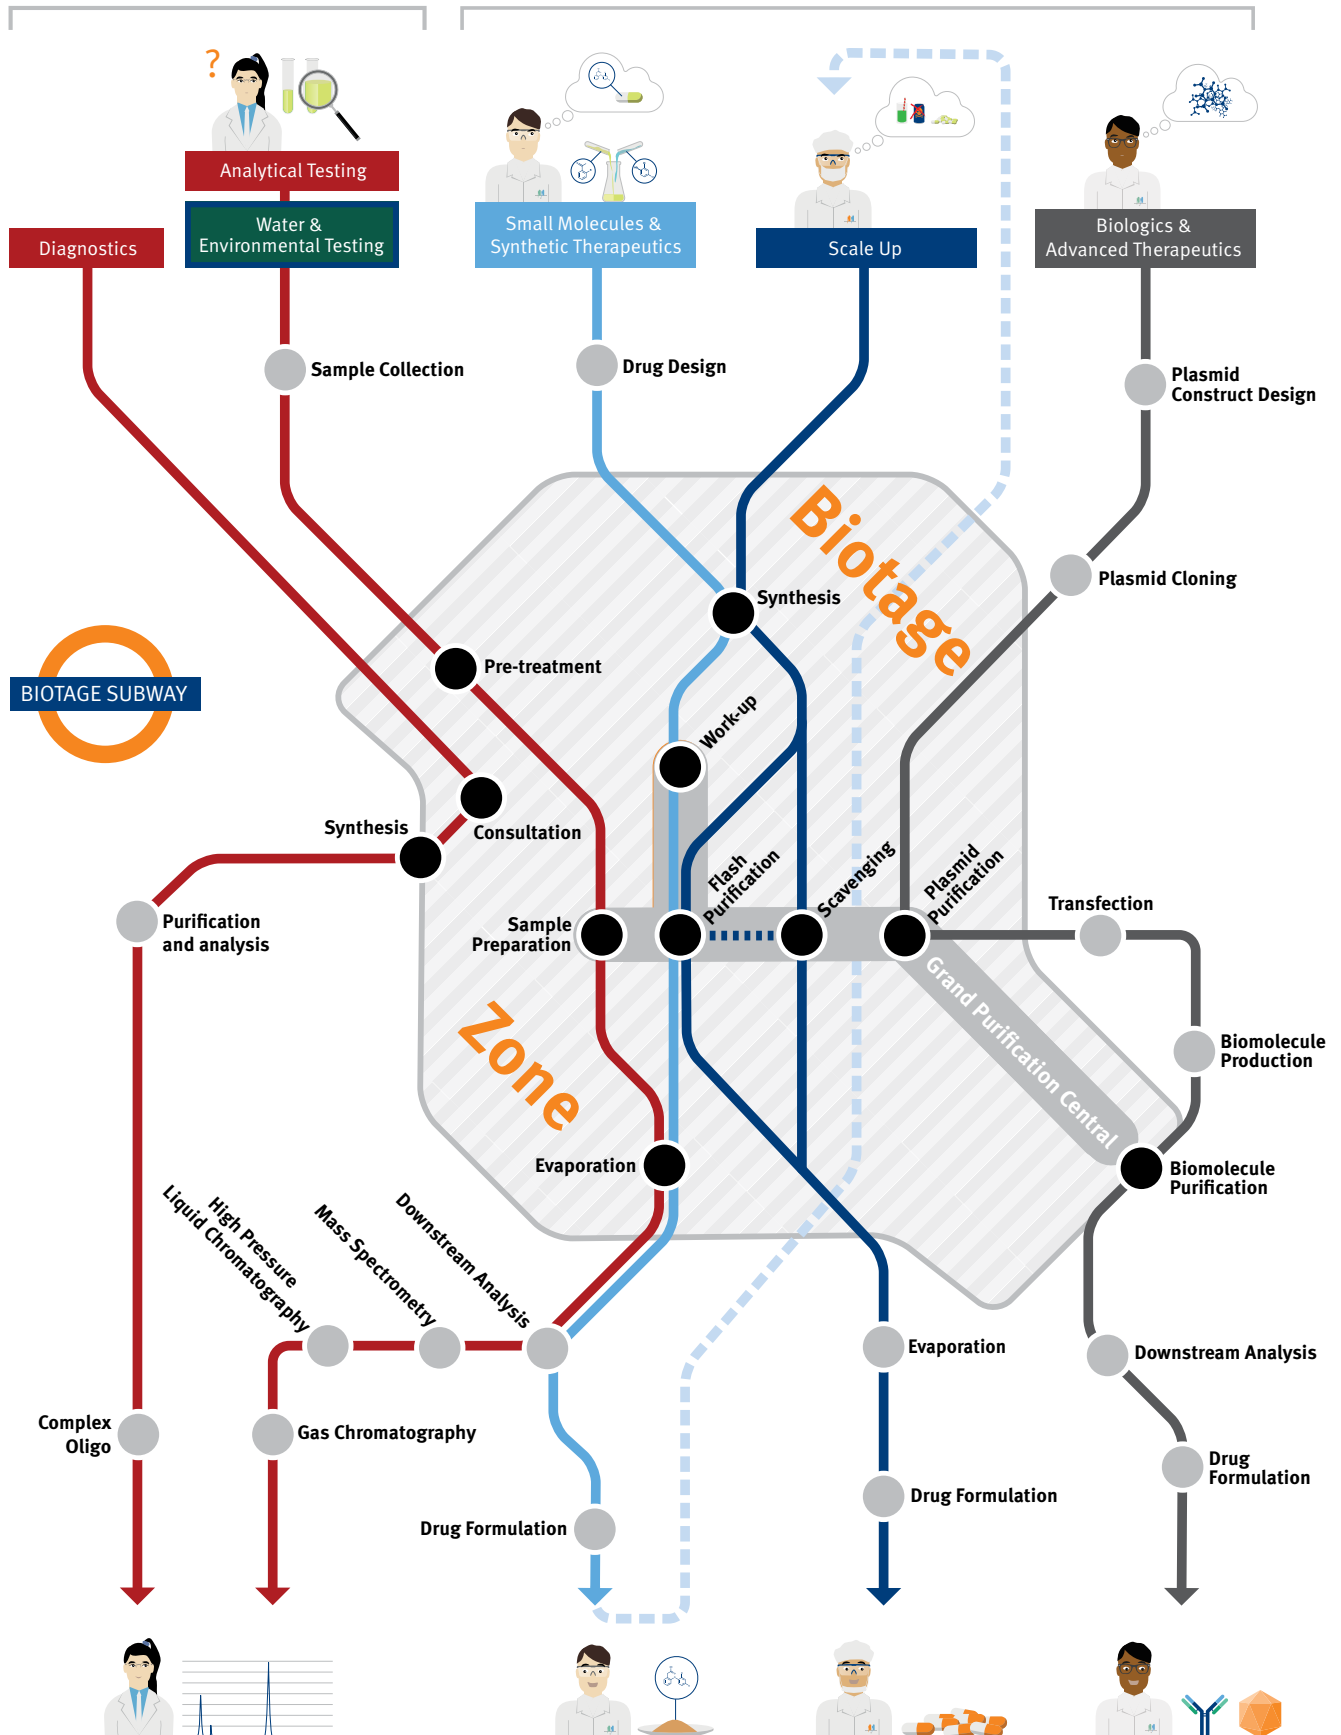 ?
Analytical Testing
Water &
Environmental Testing
Diagnostics
Small Molecules &
Synthetic Therapeutics
Scale Up
Biologics &
Advanced Therapeutics
Sample Collection
Drug Design
Plasmid
Construct Design
Biotage
Plasmid Cloning
Synthesis
Pre-treatment
BIOTAGE SUBWAY
Work-up
Synthesis
Consultation
Flash
Purification
Scavenging
Plasmid
Purification
Transfection
Purification
and analysis
Sample
Preparation
Grand Purification Central
Zone
Biomolecule
Production
Evaporation
Biomolecule
Purification
High Pressure
Liquid Chromatography
Mass Spectrometry
Downstream Analysis
Evaporation
Downstream Analysis
Complex
Oligo
Gas Chromatography
Drug
Formulation
Drug Formulation
Drug Formulation